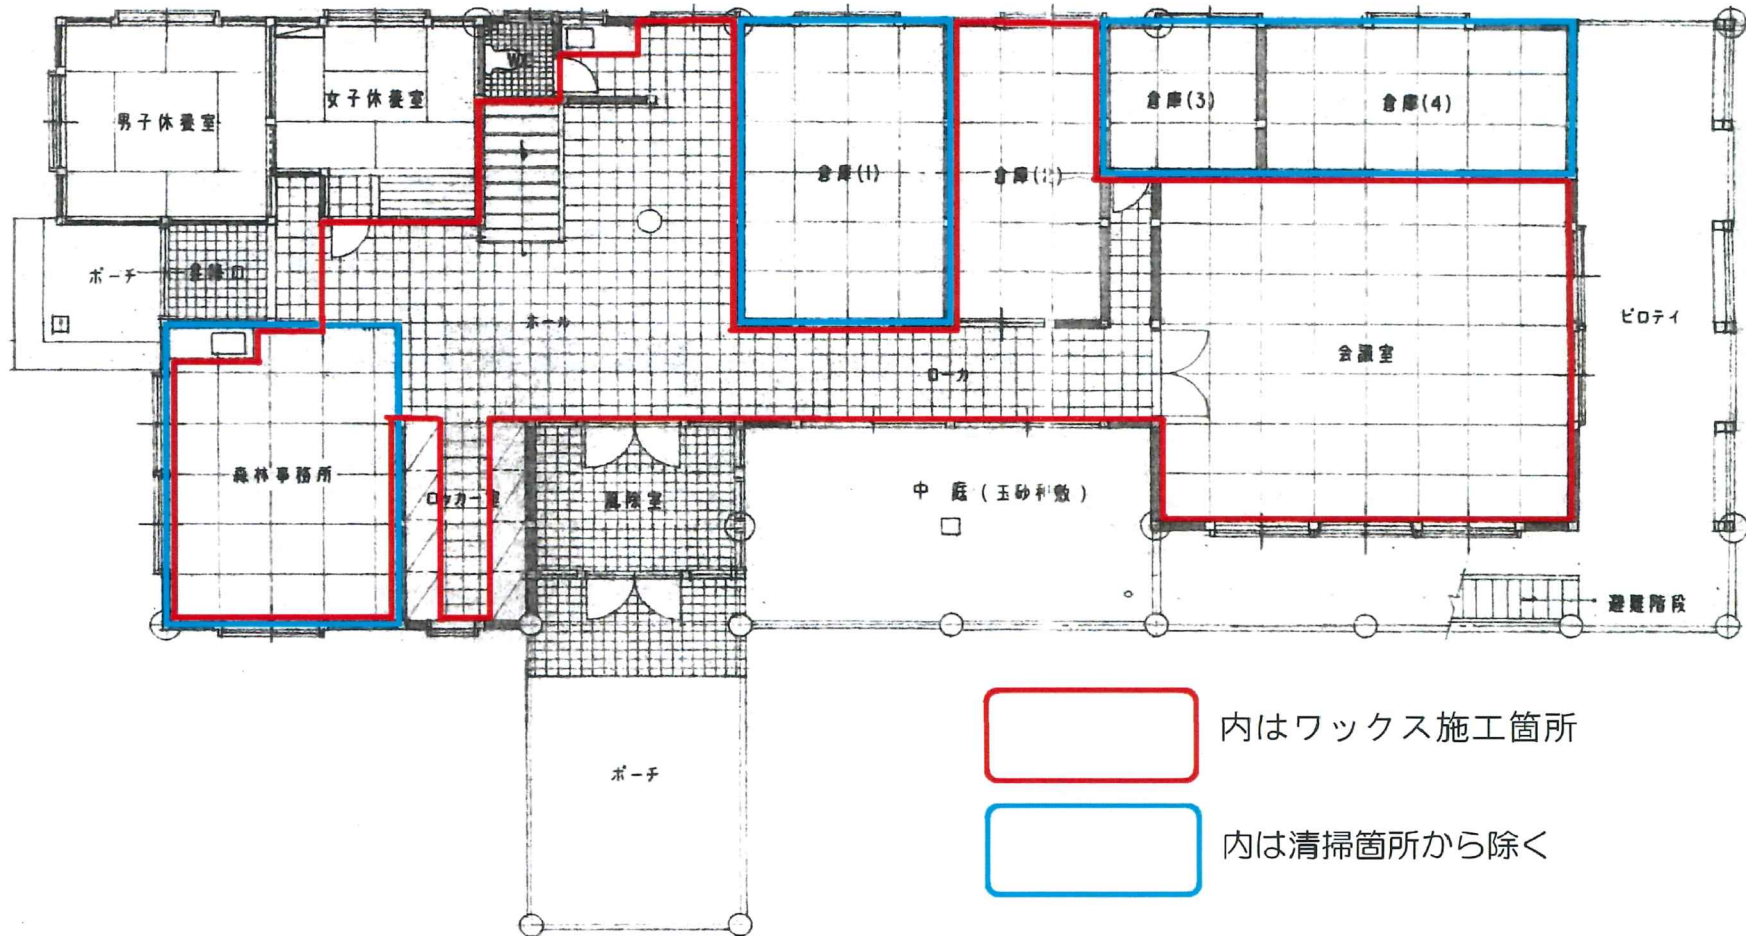 男子休養室
女子休養室
WC
倉庫(1)
倉庫(2)
倉庫(3)
倉庫(4)
ポーチ
ホール
ローカ
会議室
ピロティ
森林事務所
ロッカー室
風除室
中庭(玉砂利敷)
避難階段
ポーチ
内はワックス施工箇所
内は清掃箇所から除く